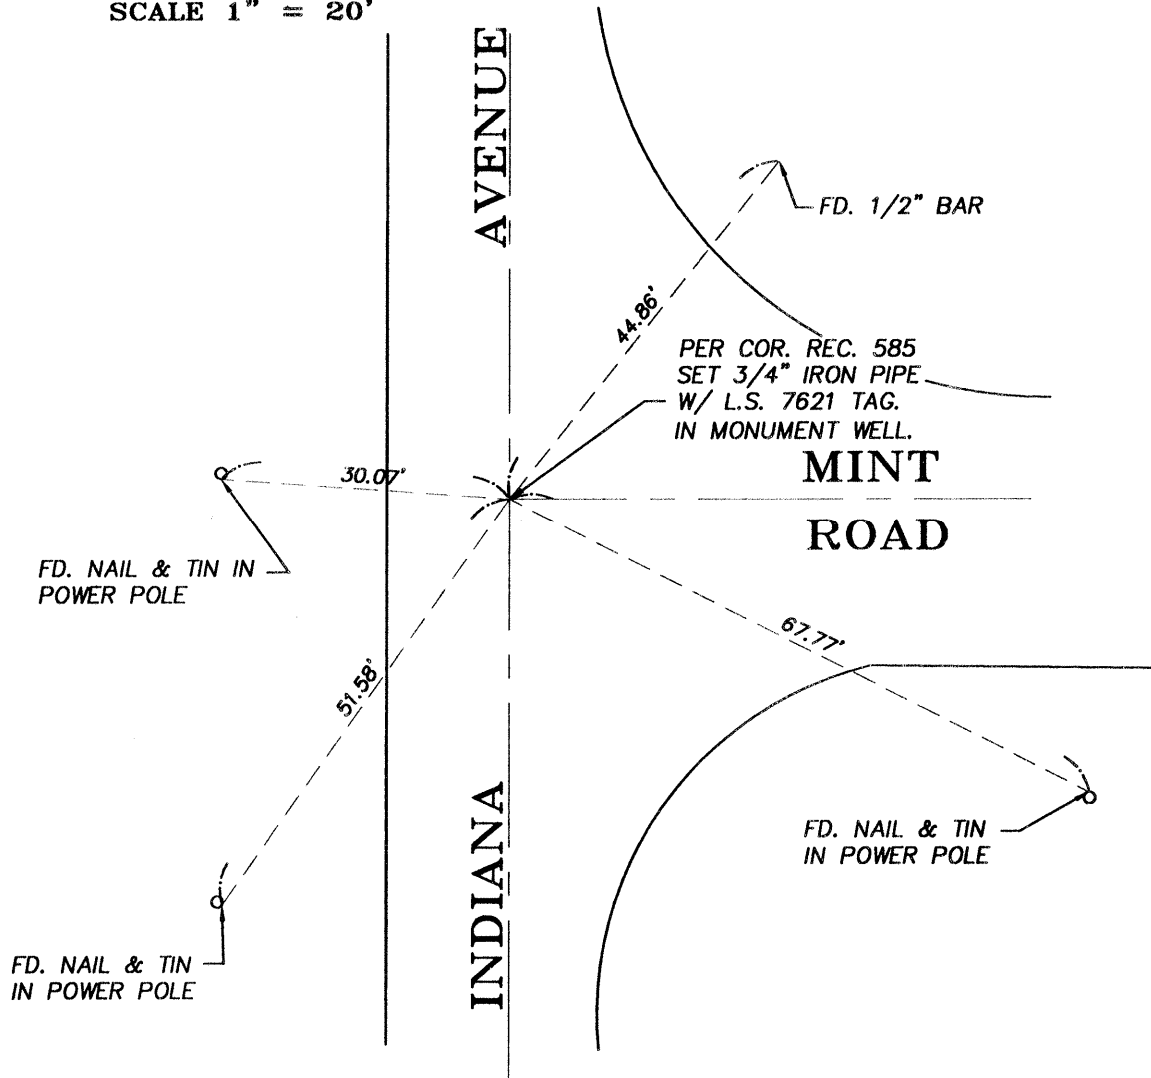 SCALE 1" = 20'
AVENUE
FD. 1/2" BAR
44.86'
PER COR. REC. 585
SET 3/4" IRON PIPE
W/ L.S. 7621 TAG.
IN MONUMENT WELL.
MINT
ROAD
30.07'
FD. NAIL & TIN IN
POWER POLE
67.77'
51.58'
INDIANA
FD. NAIL & TIN
IN POWER POLE
FD. NAIL & TIN
IN POWER POLE